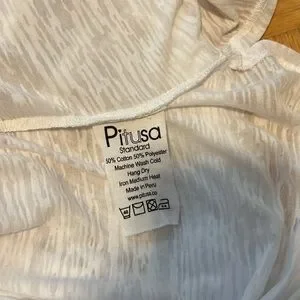 Pitusa
Standard
50% Cotton 50% Polyester
Machine Wash Cold
Hang Dry
Iron Medium Heat
Made in Peru
www.pitusa.co